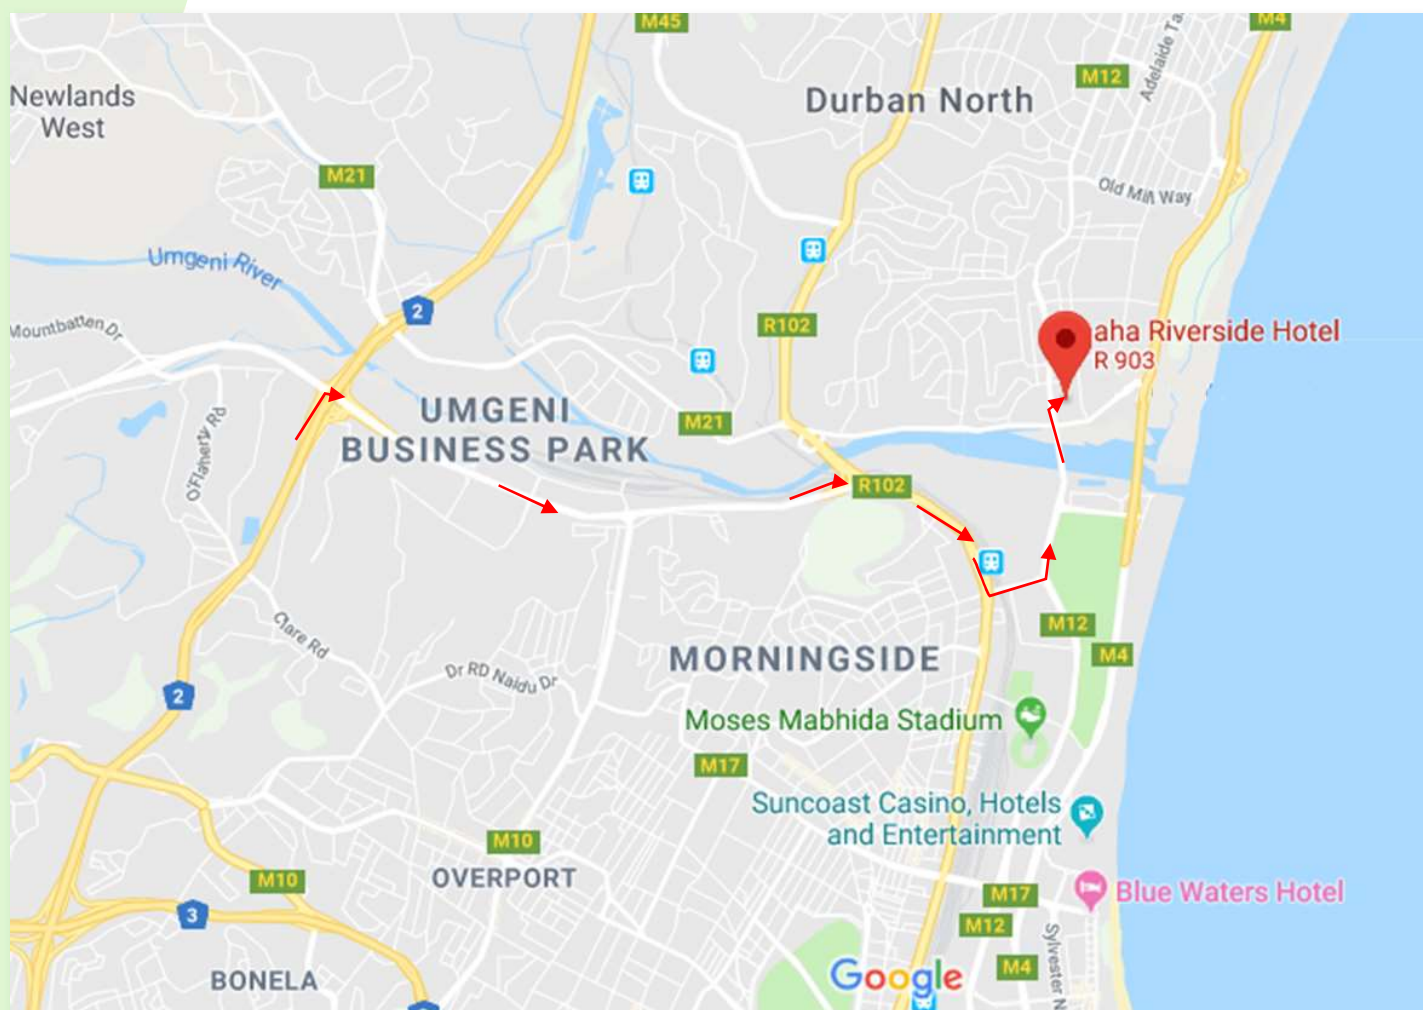 M45
M4
M12
Adelaide Ta
Newlands
West
Durban North
M21
Old Mill Way
Umgeni River
2
Mountbatten Dr
R102
aha Riverside Hotel
R 903
O'Flaherty Rd
UMGENI
BUSINESS PARK
M21
R102
Clare Rd
M12
M4
MORNINGSIDE
Dr RD Naidu Dr
2
Moses Mabhida Stadium
M17
Suncoast Casino, Hotels
and Entertainment
M10
OVERPORT
M10
M17
Blue Waters Hotel
3
M12
Sylvester N
M4
BONELA
Google